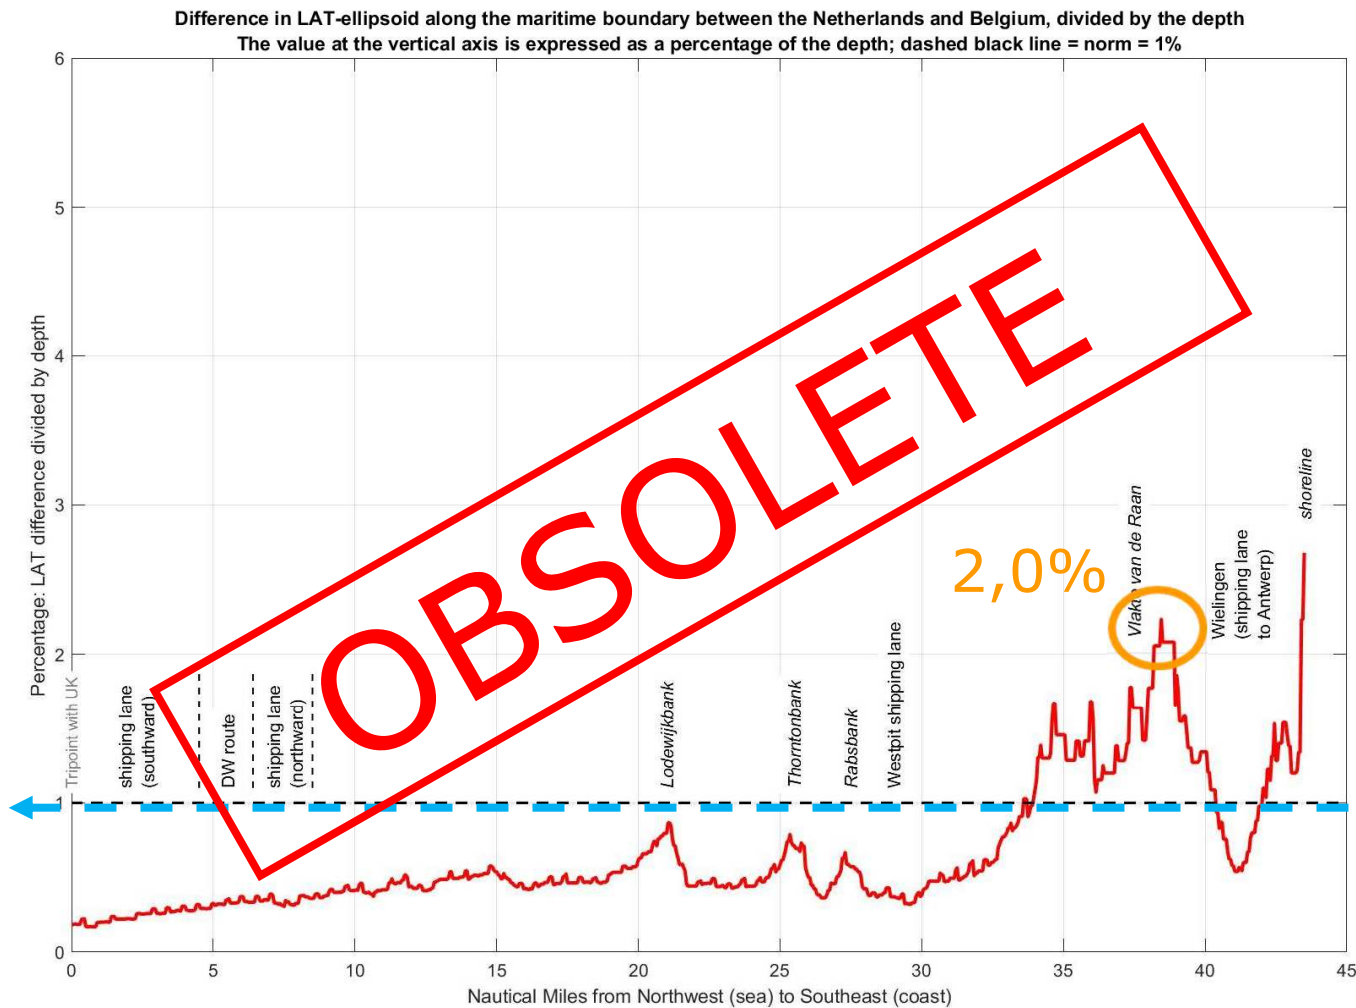 Difference in LAT-ellipsoid along the maritime boundary between the Netherlands and Belgium, divided by the depth
The value at the vertical axis is expressed as a percentage of the depth; dashed black line = norm = 1%
6
5
4
3
2
1
0
Percentage: LAT difference divided by depth
OBSOLETE
2,0%
Tripoint with UK
shipping lane
(southward)
DW route
shipping lane
(northward)
Lodewijkbank
Thorntonbank
Rabsbank
Westpit shipping lane
Vlakte van de Raan
Wielingen
(shipping lane
to Antwerp)
shoreline
0 5 10 15 20 25 30 35 40 45
Nautical Miles from Northwest (sea) to Southeast (coast)